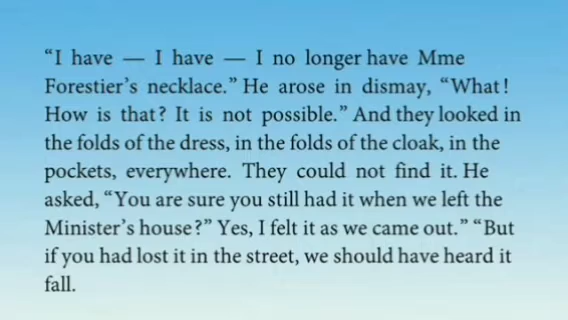 “I have — I have — I no longer have Mme
Forestier’s necklace.” He arose in dismay, “What!
How is that? It is not possible.” And they looked in
the folds of the dress, in the folds of the cloak, in the
pockets, everywhere. They could not find it. He
asked, “You are sure you still had it when we left the
Minister’s house?” Yes, I felt it as we came out.” “But
if you had lost it in the street, we should have heard it
fall.